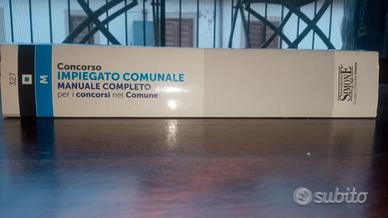 327
M
Concorso
IMPIEGATO COMUNALE
MANUALE COMPLETO
per i concorsi nel Comune
SIMONE
subito